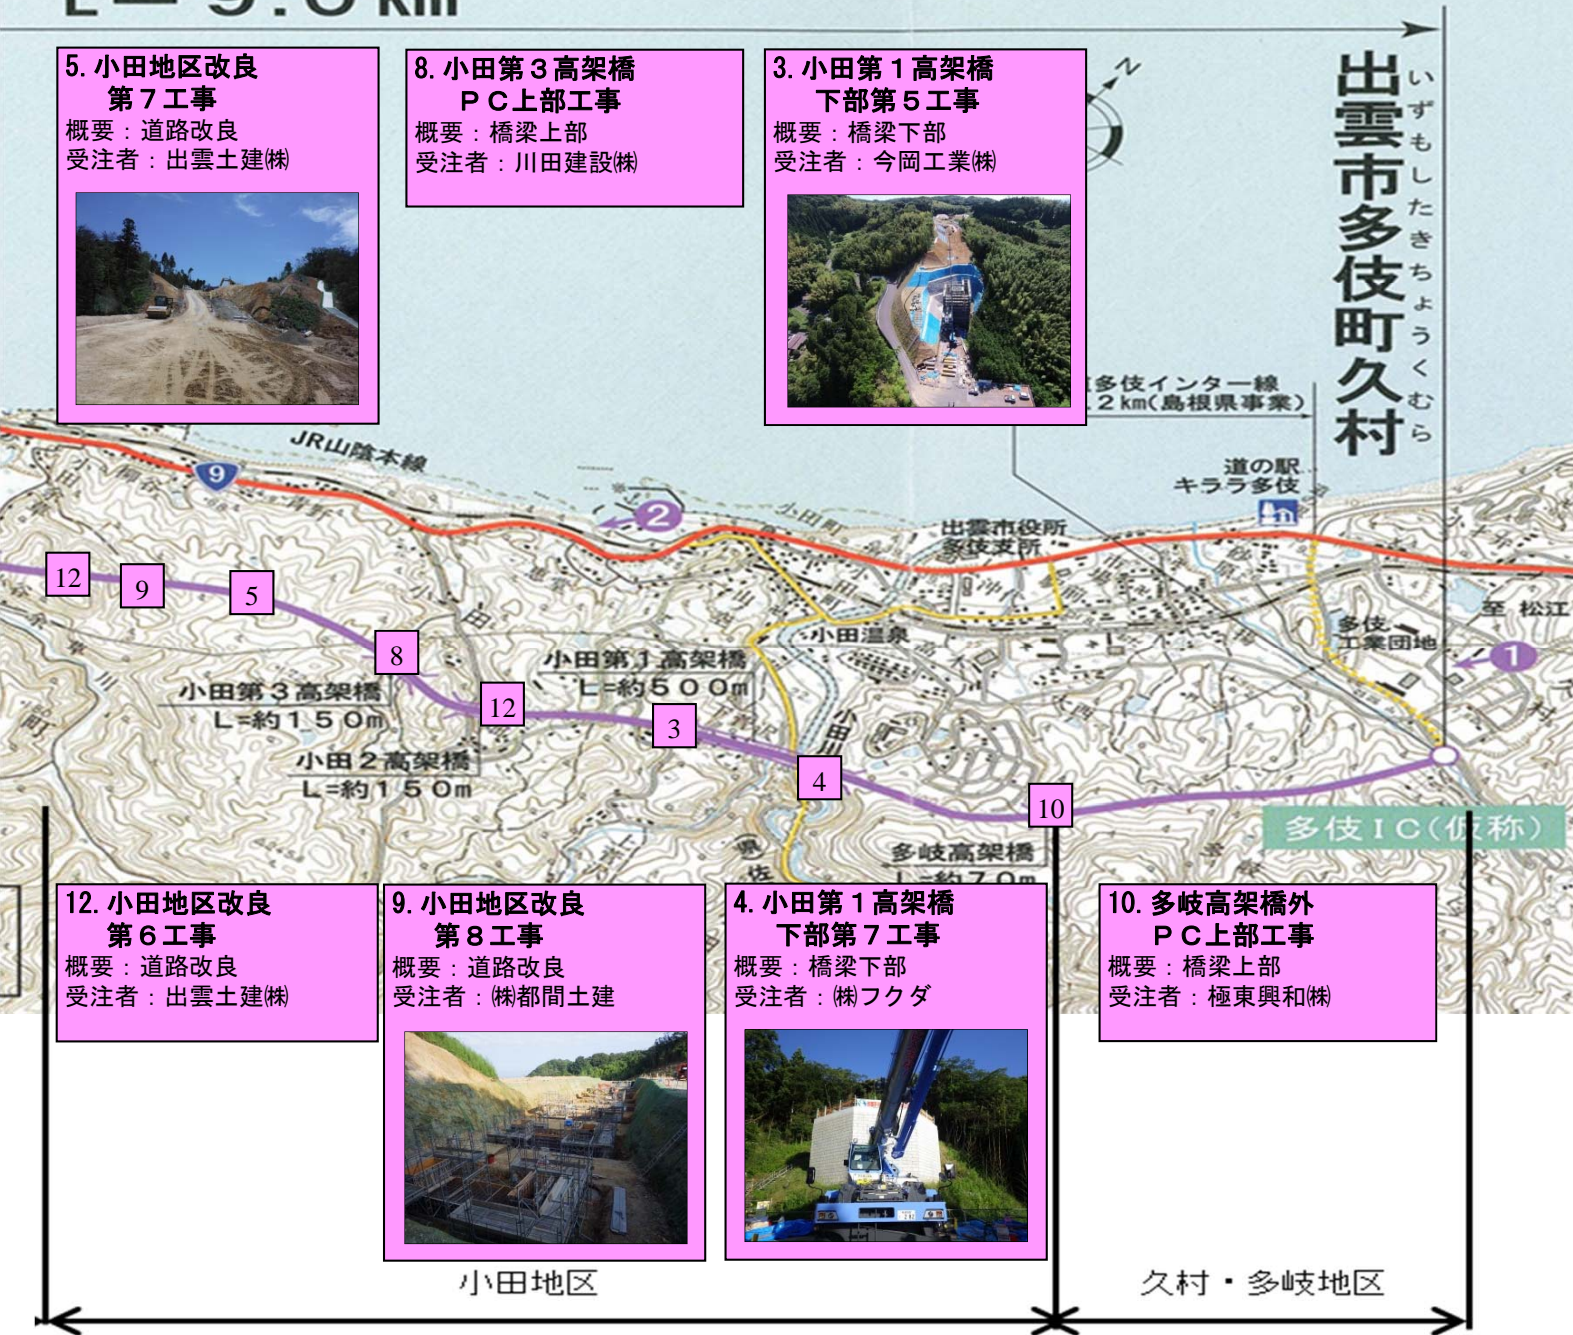 5. 小田地区改良
第７工事
概要：道路改良
受注者：出雲土建㈱
8. 小田第３高架橋
ＰＣ上部工事
概要：橋梁上部
受注者：川田建設㈱
3. 小田第１高架橋
下部第５工事
概要：橋梁下部
受注者：今岡工業㈱
N
出雲市多伎町久村
いずもしたきちょうくむら
多伎インター線
2km(島根県事業)
JR山陰本線
9
2
小田町
道の駅
キララ多伎
出雲市役所
多伎支所
12
9
5
8
12
3
4
10
小田
小田温泉
小田川
多伎
工業団地
至 松江
1
小田第１高架橋
L=約５００m
小田第３高架橋
L=約１５０m
小田２高架橋
L=約１５０m
多岐高架橋
L=約７０m
多伎ＩＣ(仮称)
12. 小田地区改良
第６工事
概要：道路改良
受注者：出雲土建㈱
9. 小田地区改良
第８工事
概要：道路改良
受注者：㈱都間土建
4. 小田第１高架橋
下部第７工事
概要：橋梁下部
受注者：㈱フクダ
10. 多岐高架橋外
ＰＣ上部工事
概要：橋梁上部
受注者：極東興和㈱
小田地区
久村・多岐地区